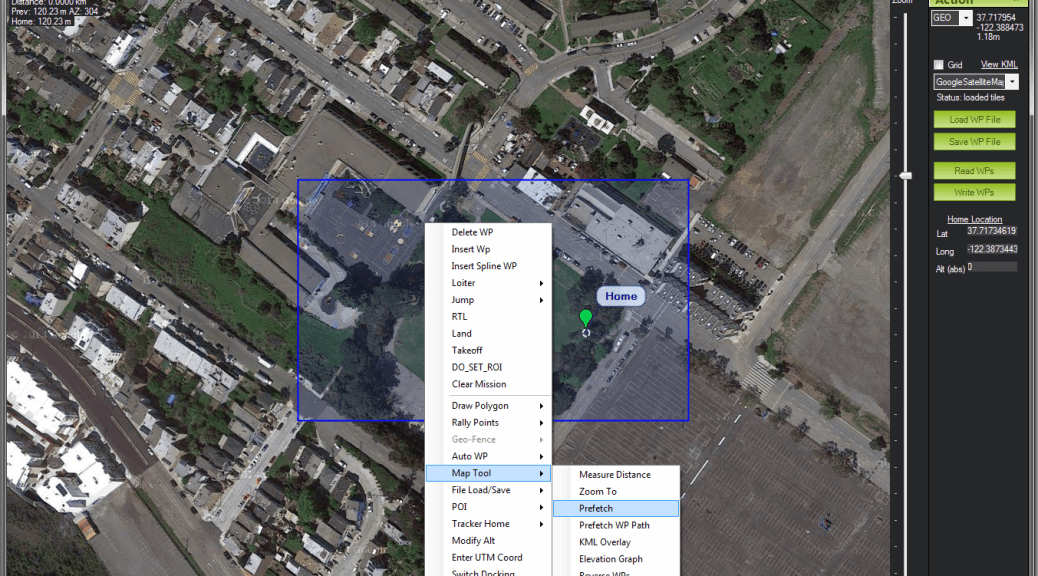 Distance: 0.0000 km
Prev: 120.23 m AZ: 304
Home: 120.23 m
Zoom
Action
GEO
37.717954
-122.388473
1.18m
Grid
View KML
GoogleSatelliteMap
Status: loaded tiles
Load WP File
Save WP File
Read WPs
Write WPs
Home Location
Lat
37.71734619
Long
-122.3873443
Alt (abs)
0
Home
Delete WP
Insert Wp
Insert Spline WP
Loiter
Jump
RTL
Land
Takeoff
DO_SET_ROI
Clear Mission
Draw Polygon
Rally Points
Geo-Fence
Auto WP
Map Tool
File Load/Save
POI
Tracker Home
Modify Alt
Enter UTM Coord
Switch Docking
Measure Distance
Zoom To
Prefetch
Prefetch WP Path
KML Overlay
Elevation Graph
Reverse WPs